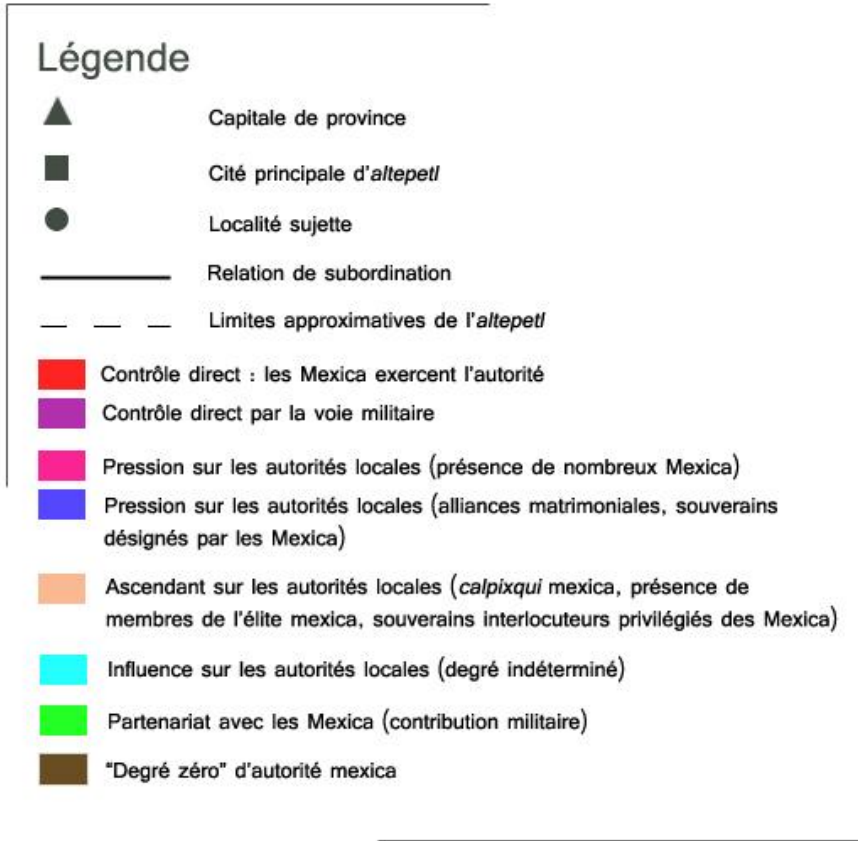 Légende
Capitale de province
Cité principale d'altepetl
Localité sujette
Relation de subordination
Limites approximatives de l'altepetl
Contrôle direct : les Mexica exercent l'autorité
Contrôle direct par la voie militaire
Pression sur les autorités locales (présence de nombreux Mexica)
Pression sur les autorités locales (alliances matrimoniales, souverains
désignés par les Mexica)
Ascendant sur les autorités locales (calpixqui mexica, présence de
membres de l'élite mexica, souverains interlocuteurs privilégiés des Mexica)
Influence sur les autorités locales (degré indéterminé)
Partenariat avec les Mexica (contribution militaire)
"Degré zéro" d'autorité mexica